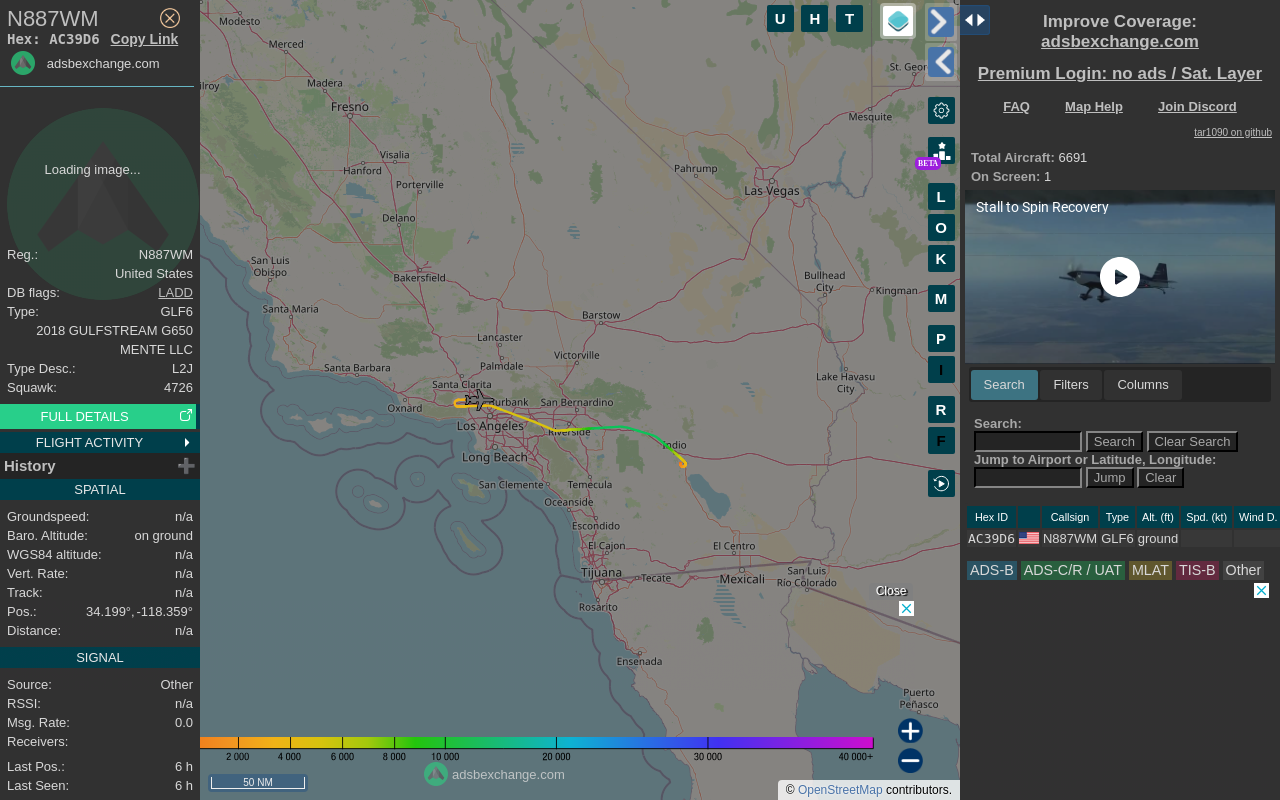 N887WM
Hex: AC39D6 Copy Link
adsbexchange.com
Loading image...
Reg.: N887WM
United States
DB flags: LADD
Type: GLF6
2018 GULFSTREAM G650
MENTE LLC
Type Desc.: L2J
Squawk: 4726
FULL DETAILS
FLIGHT ACTIVITY
History
SPATIAL
Groundspeed: n/a
Baro. Altitude: on ground
WGS84 altitude: n/a
Vert. Rate: n/a
Track: n/a
Pos.: 34.199°, -118.359°
Distance: n/a
SIGNAL
Source: Other
RSSI: n/a
Msg. Rate: 0.0
Receivers:
Last Pos.: 6 h
Last Seen: 6 h
Modesto
Merced
Madera
ilroy
Fresno
Visalia
Hanford
Porterville
Delano
San Luis
Obispo
Bakersfield
Santa Maria
Santa Barbara
Lancaster
Palmdale
Santa Clarita
Oxnard
Burbank
Los Angeles
Long Beach
San Clemente
Barstow
Victorville
San Bernardino
Riverside
Indio
Temecula
Oceanside
Escondido
El Cajon
El Centro
Tijuana
Tecate
Mexicali
San Luis
Río Colorado
Rosarito
Ensenada
Puerto
Peñasco
Pahrump
Las Vegas
Mesquite
St. Geor
Bullhead
City
Kingman
Lake Havasu
City
U H T
BETA
L
O
K
M
P
I
R
F
Close
2 000 4 000 6 000 8 000 10 000 20 000 30 000 40 000+
50 NM
adsbexchange.com
© OpenStreetMap contributors.
Improve Coverage:
adsbexchange.com
Premium Login: no ads / Sat. Layer
FAQ Map Help Join Discord
tar1090 on github
Total Aircraft: 6691
On Screen: 1
Stall to Spin Recovery
Search Filters Columns
Search:
Search Clear Search
Jump to Airport or Latitude, Longitude:
Jump Clear
Hex ID Callsign Type Alt. (ft) Spd. (kt) Wind D.
AC39D6 N887WM GLF6 ground
ADS-B ADS-C/R / UAT MLAT TIS-B Other